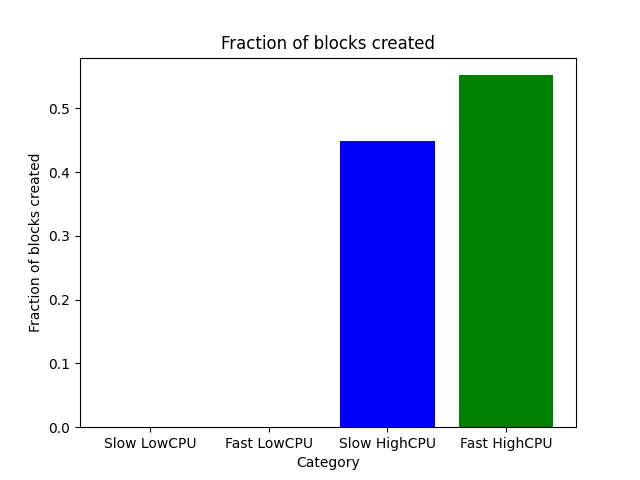 Fraction of blocks created
Fraction of blocks created
0.5
0.4
0.3
0.2
0.1
0.0
Slow LowCPU
Fast LowCPU
Slow HighCPU
Fast HighCPU
Category